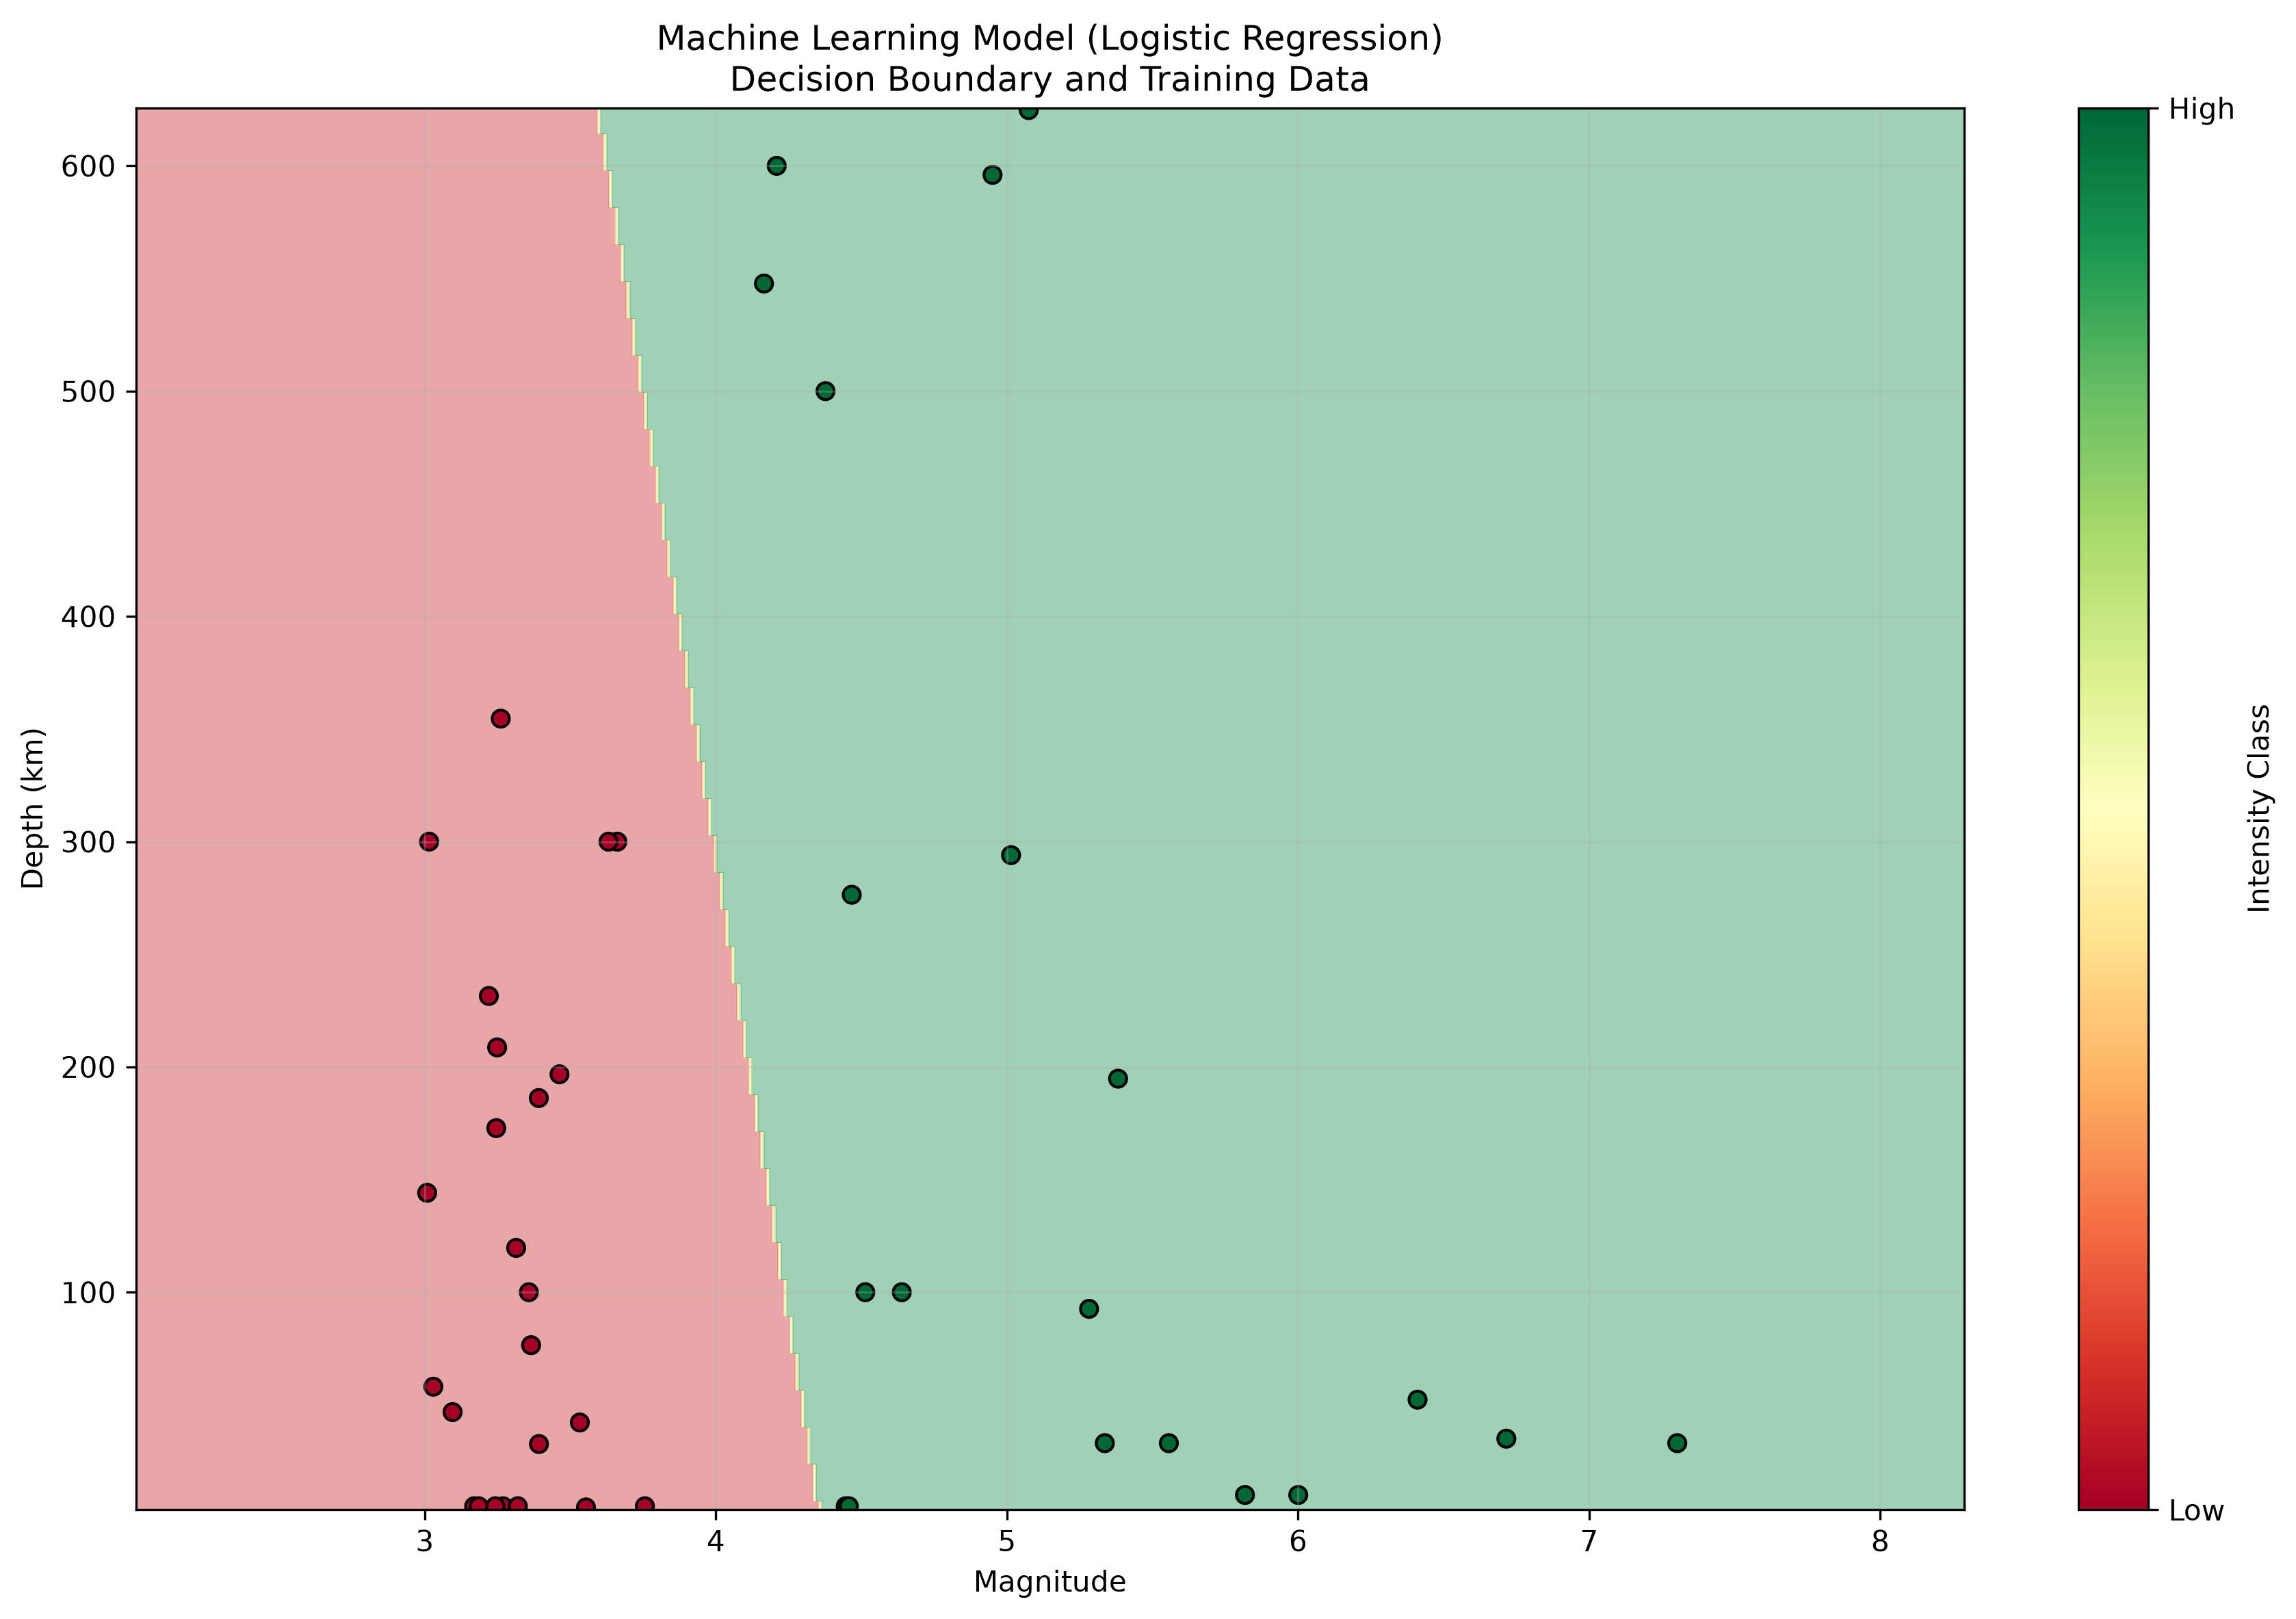 Machine Learning Model (Logistic Regression)
Decision Boundary and Training Data
High
600
500
400
300
200
100
Depth (km)
Intensity Class
Low
3
4
5
6
7
8
Magnitude